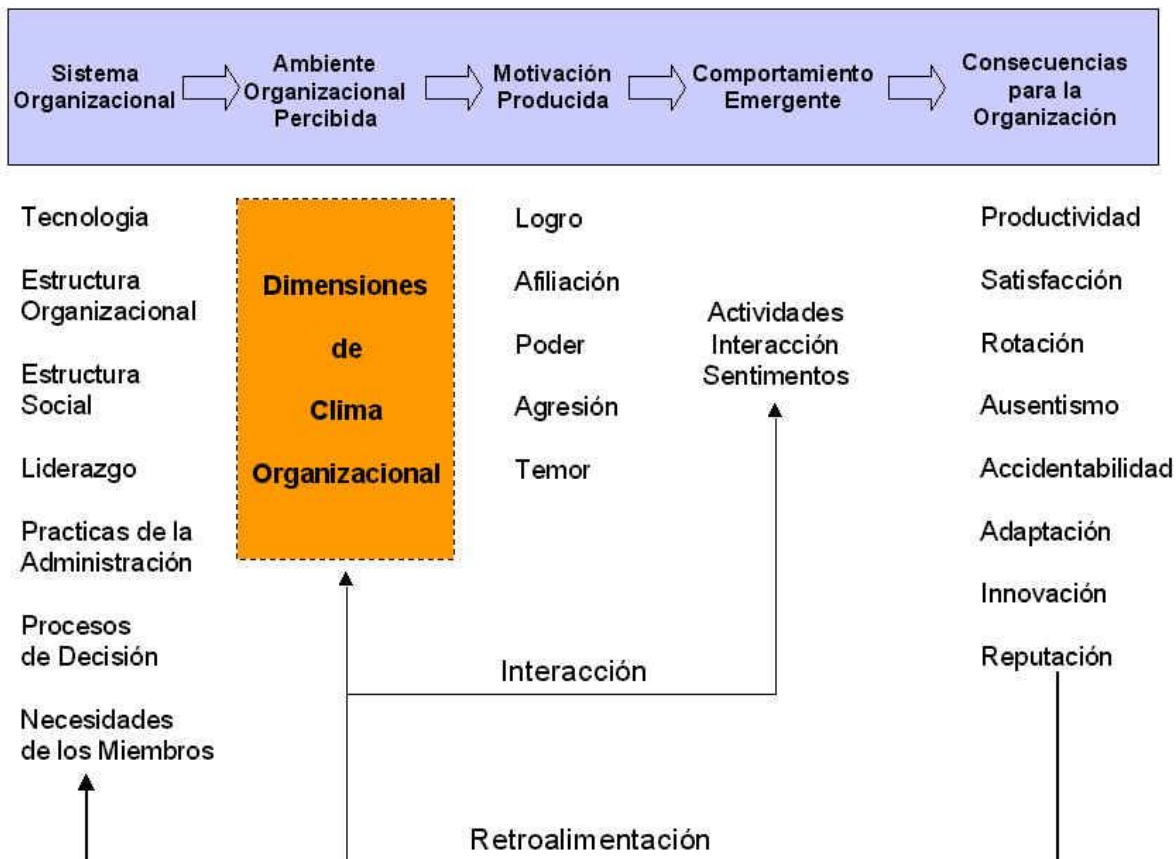 Sistema
Organizacional
Ambiente
Organizacional
Percibida
Motivación
Producida
Comportamiento
Emergente
Consecuencias
para la
Organización
Tecnologia
Estructura
Organizacional
Estructura
Social
Liderazgo
Practicas de la
Administración
Procesos
de Decisión
Necesidades
de los Miembros
Dimensiones
de
Clima
Organizacional
Logro
Afiliación
Poder
Agresión
Temor
Actividades
Interacción
Sentimentos
Productividad
Satisfacción
Rotación
Ausentismo
Accidentabilidad
Adaptación
Innovación
Reputación
Interacción
Retroalimentación